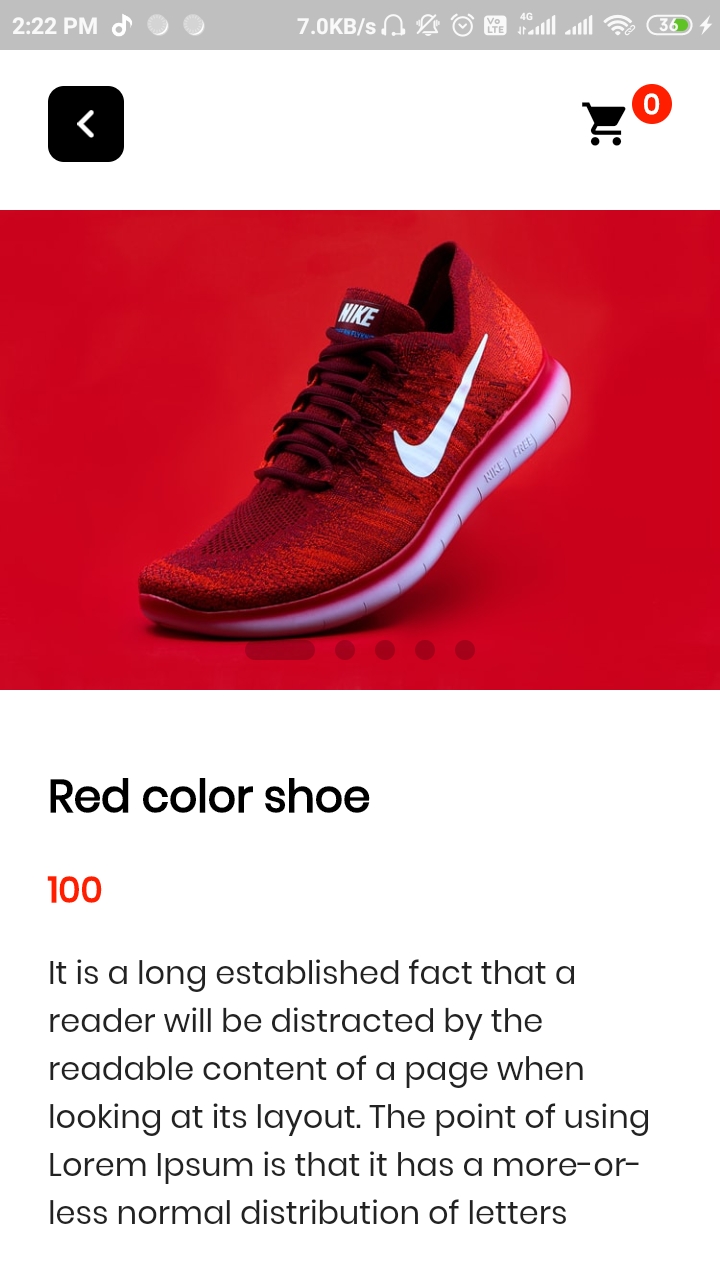 2:22 PM 7.0KB/s Vo LTE 4G 36
0
NIKE
NIKE FREE
Red color shoe
100
It is a long established fact that a
reader will be distracted by the
readable content of a page when
looking at its layout. The point of using
Lorem Ipsum is that it has a more-or-
less normal distribution of letters